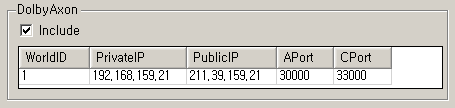 DolbyAxon
Include
WorldID PrivateIP PublicIP APort CPort
1 192,168,159,21 211,39,159,21 30000 33000